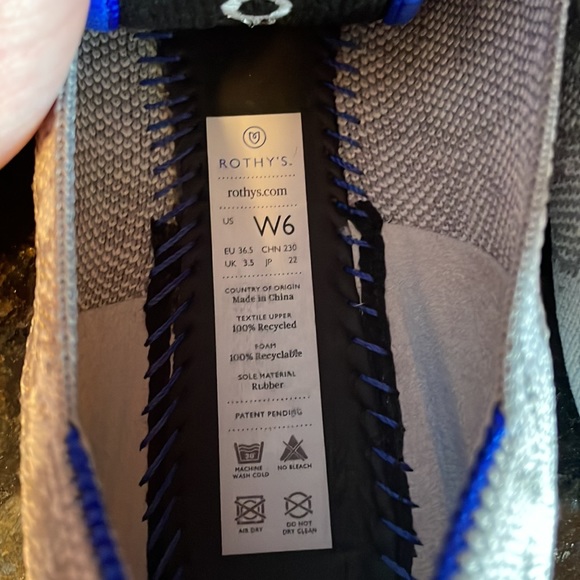 ROTHY'S.
rothys.com
US W6
EU 36.5 CHN 230
UK 3.5 JP 22
COUNTRY OF ORIGIN
Made in China
TEXTILE UPPER
100% Recycled
FOAM
100% Recyclable
SOLE MATERIAL
Rubber
PATENT PENDING
30°
MACHINE WASH COLD
NO BLEACH
AIR DRY
DO NOT DRY CLEAN